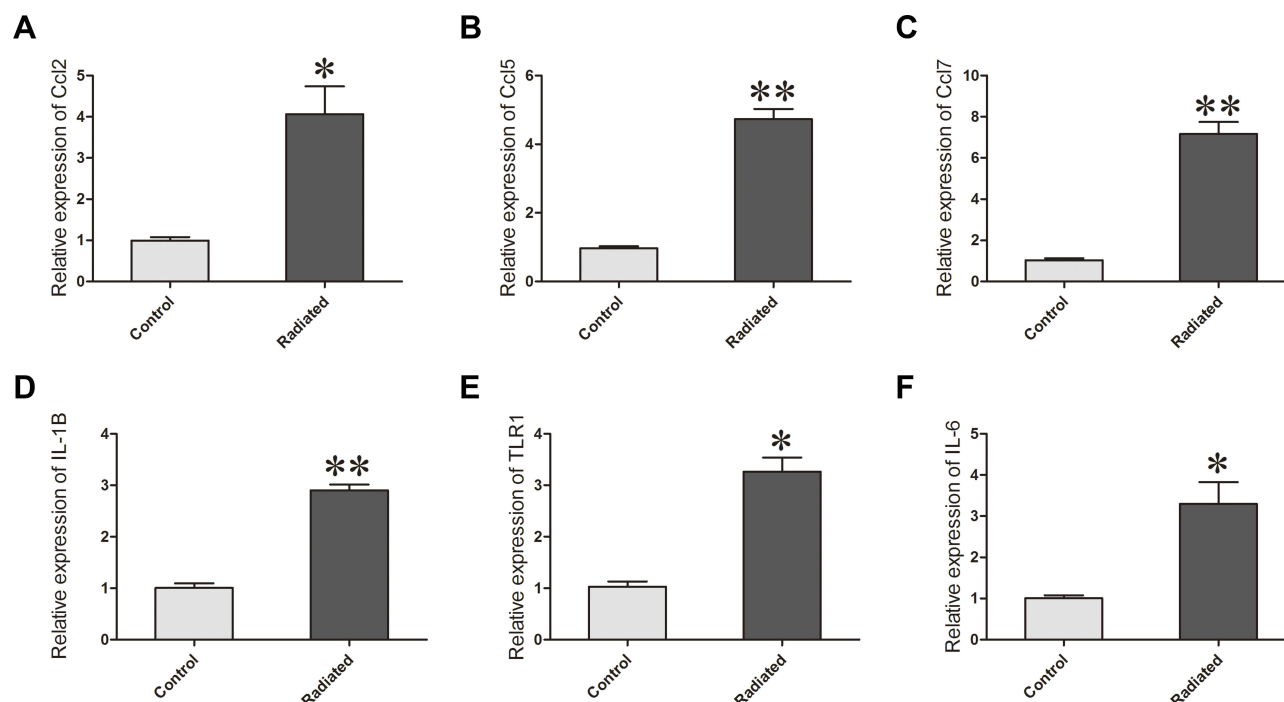 A
Relative expression of Ccl2
5
4
3
2
1
0
*
Control
Radiated
B
Relative expression of Ccl5
6
4
2
0
**
Control
Radiated
C
Relative expression of Ccl7
10
8
6
4
2
0
**
Control
Radiated
D
Relative expression of IL-1B
4
3
2
1
0
**
Control
Radiated
E
Relative expression of TLR1
4
3
2
1
0
*
Control
Radiated
F
Relative expression of IL-6
5
4
3
2
1
0
*
Control
Radiated